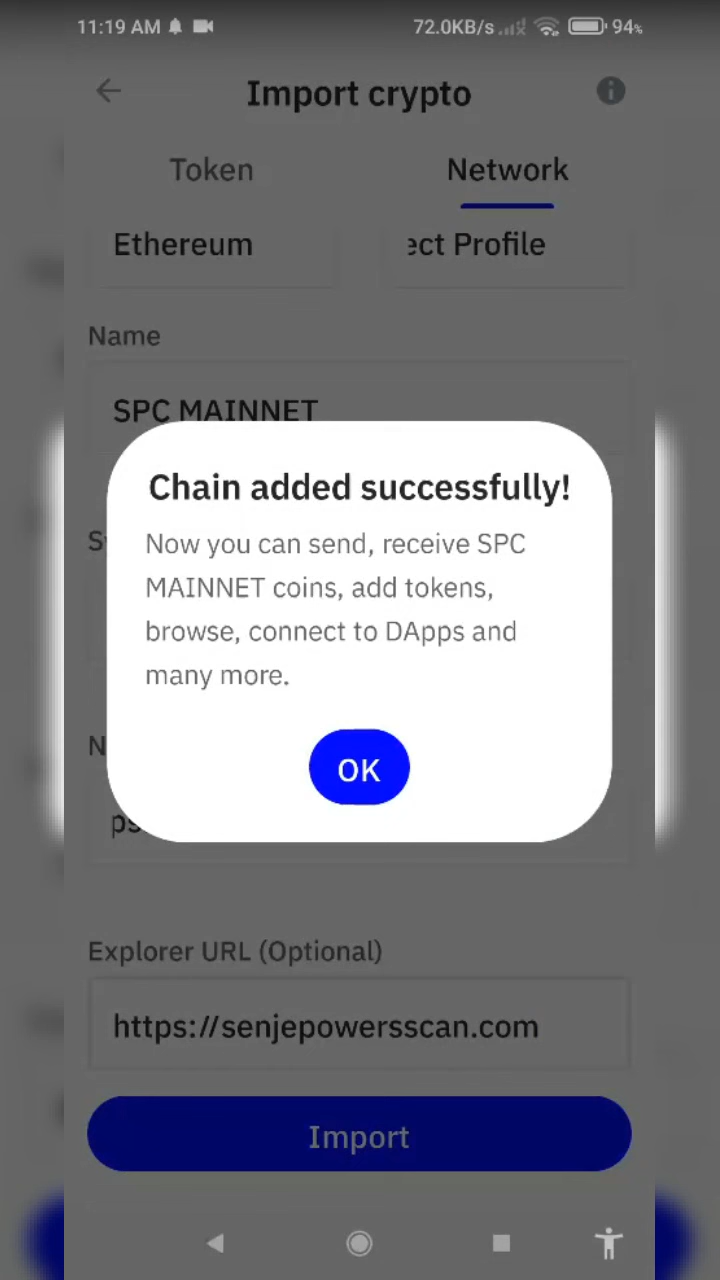 11:19 AM 72.0KB/s 94%
Import crypto
Token Network
Ethereum ect Profile
Name
SPC MAINNET
Chain added successfully!
Now you can send, receive SPC
MAINNET coins, add tokens,
browse, connect to DApps and
many more.
OK
Explorer URL (Optional)
https://senjepowersscan.com
Import